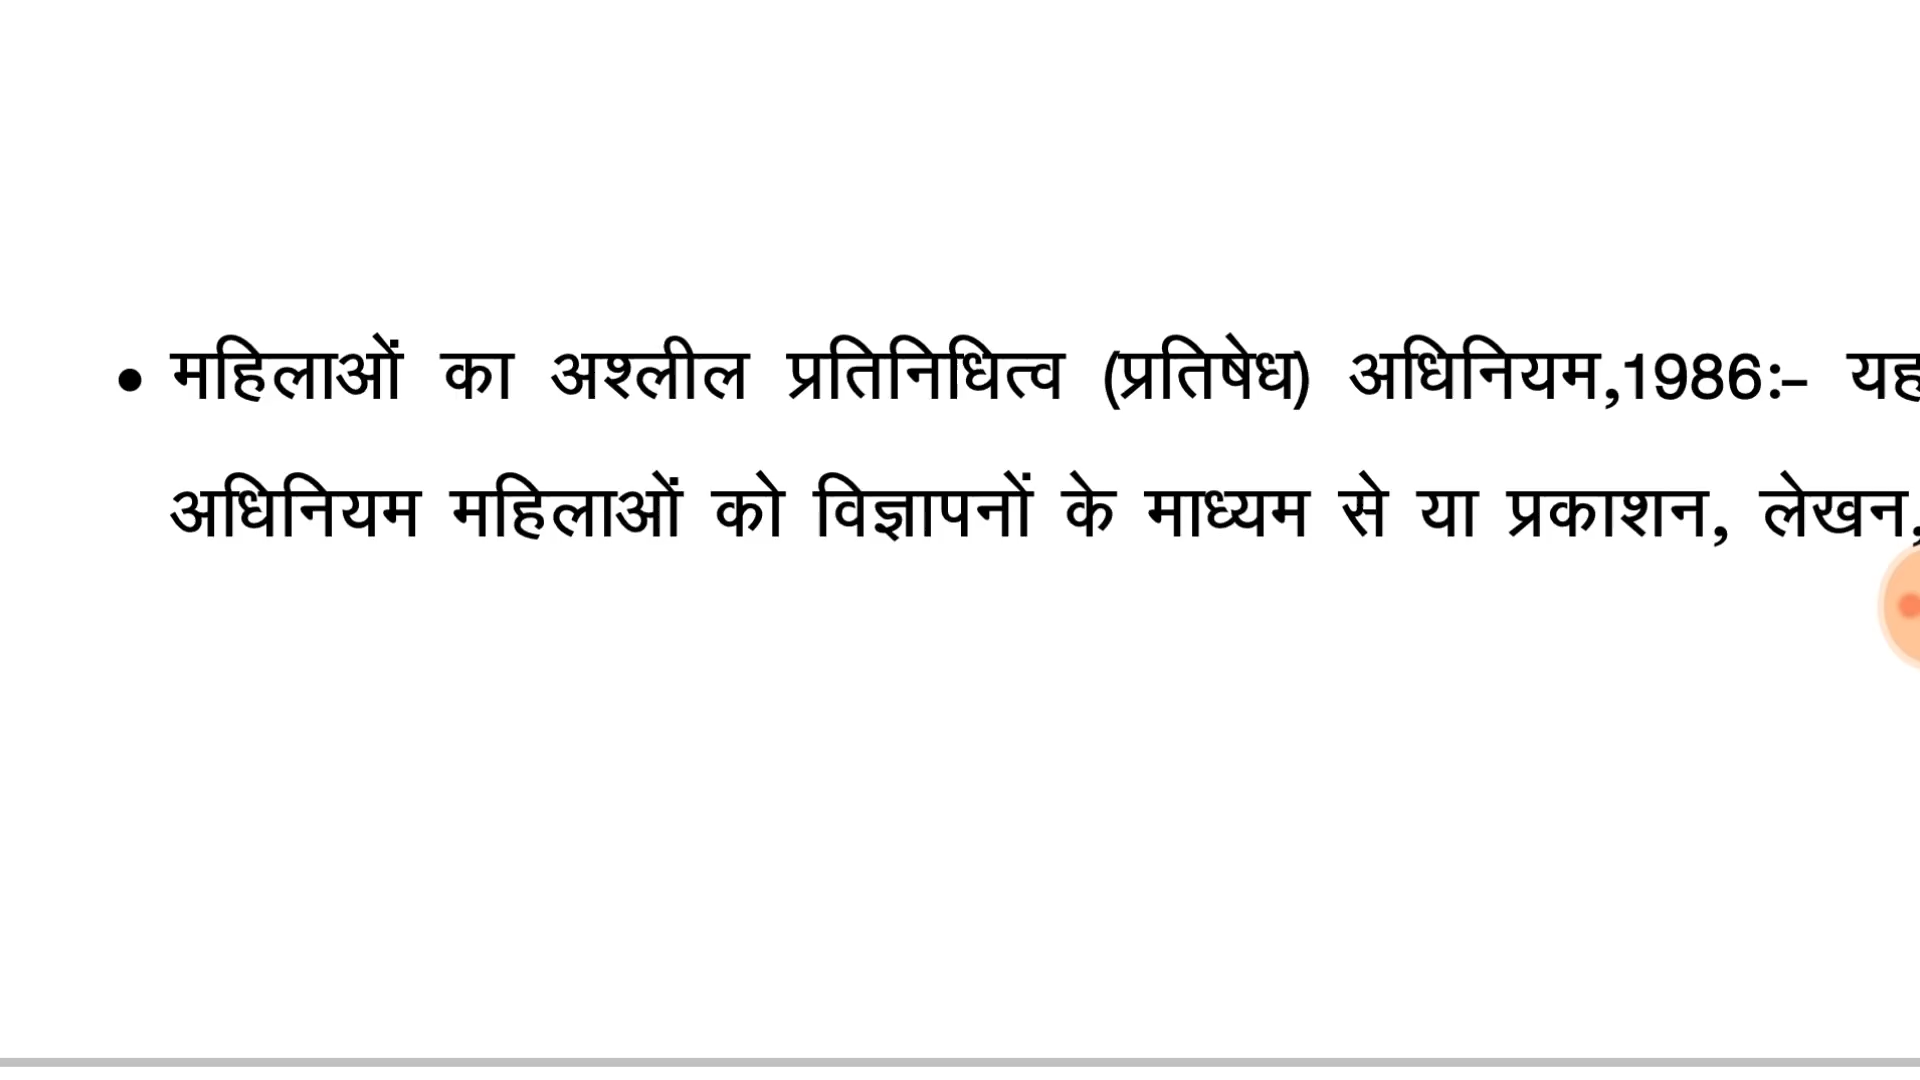 • महिलाओं का अश्लील प्रतिनिधित्व (प्रतिषेध) अधिनियम,1986:– यह
अधिनियम महिलाओं को विज्ञापनों के माध्यम से या प्रकाशन, लेखन,